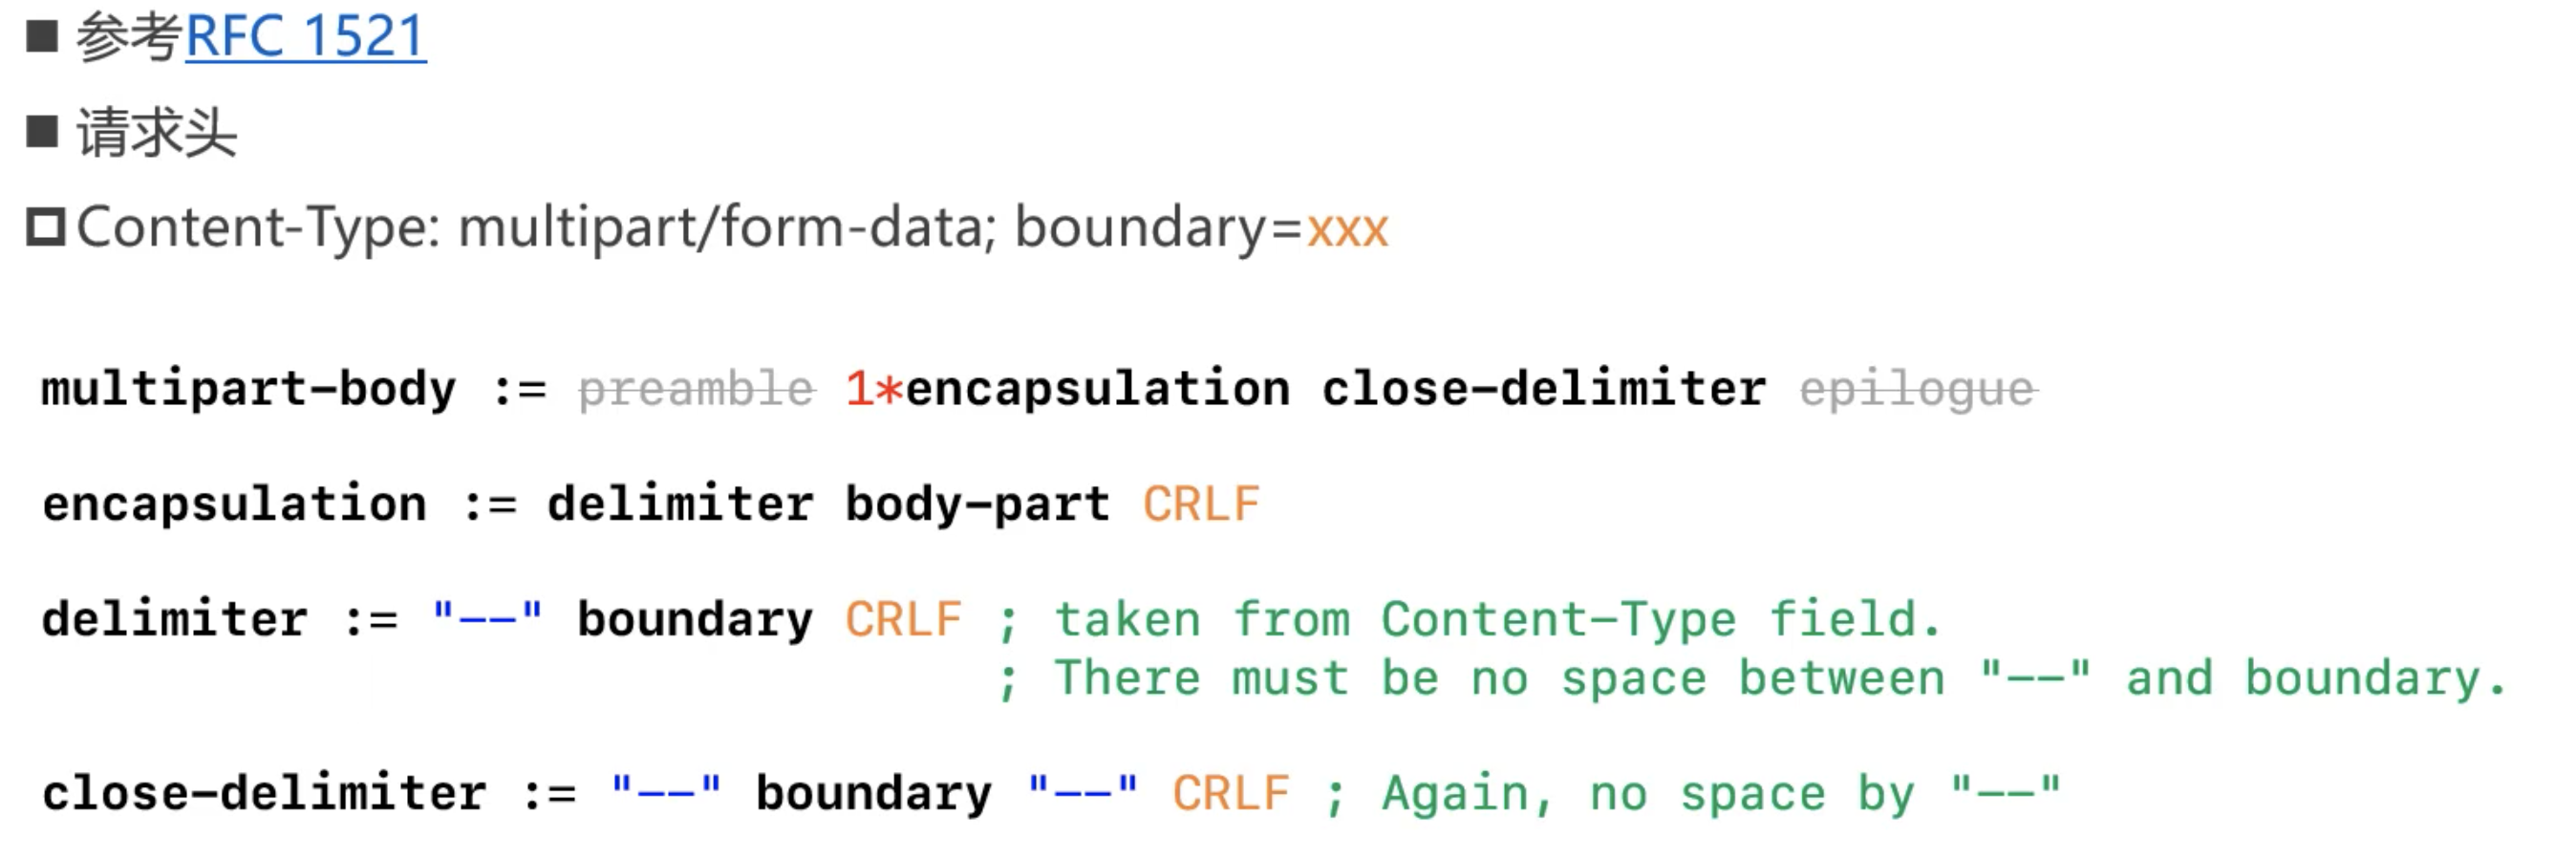 ■ 参考RFC 1521
■ 请求头
□ Content-Type: multipart/form-data; boundary=xxx
multipart-body := preamble 1*encapsulation close-delimiter epilogue
encapsulation := delimiter body-part CRLF
delimiter := "--" boundary CRLF ; taken from Content-Type field.
; There must be no space between "--" and boundary.
close-delimiter := "--" boundary "--" CRLF ; Again, no space by "--"